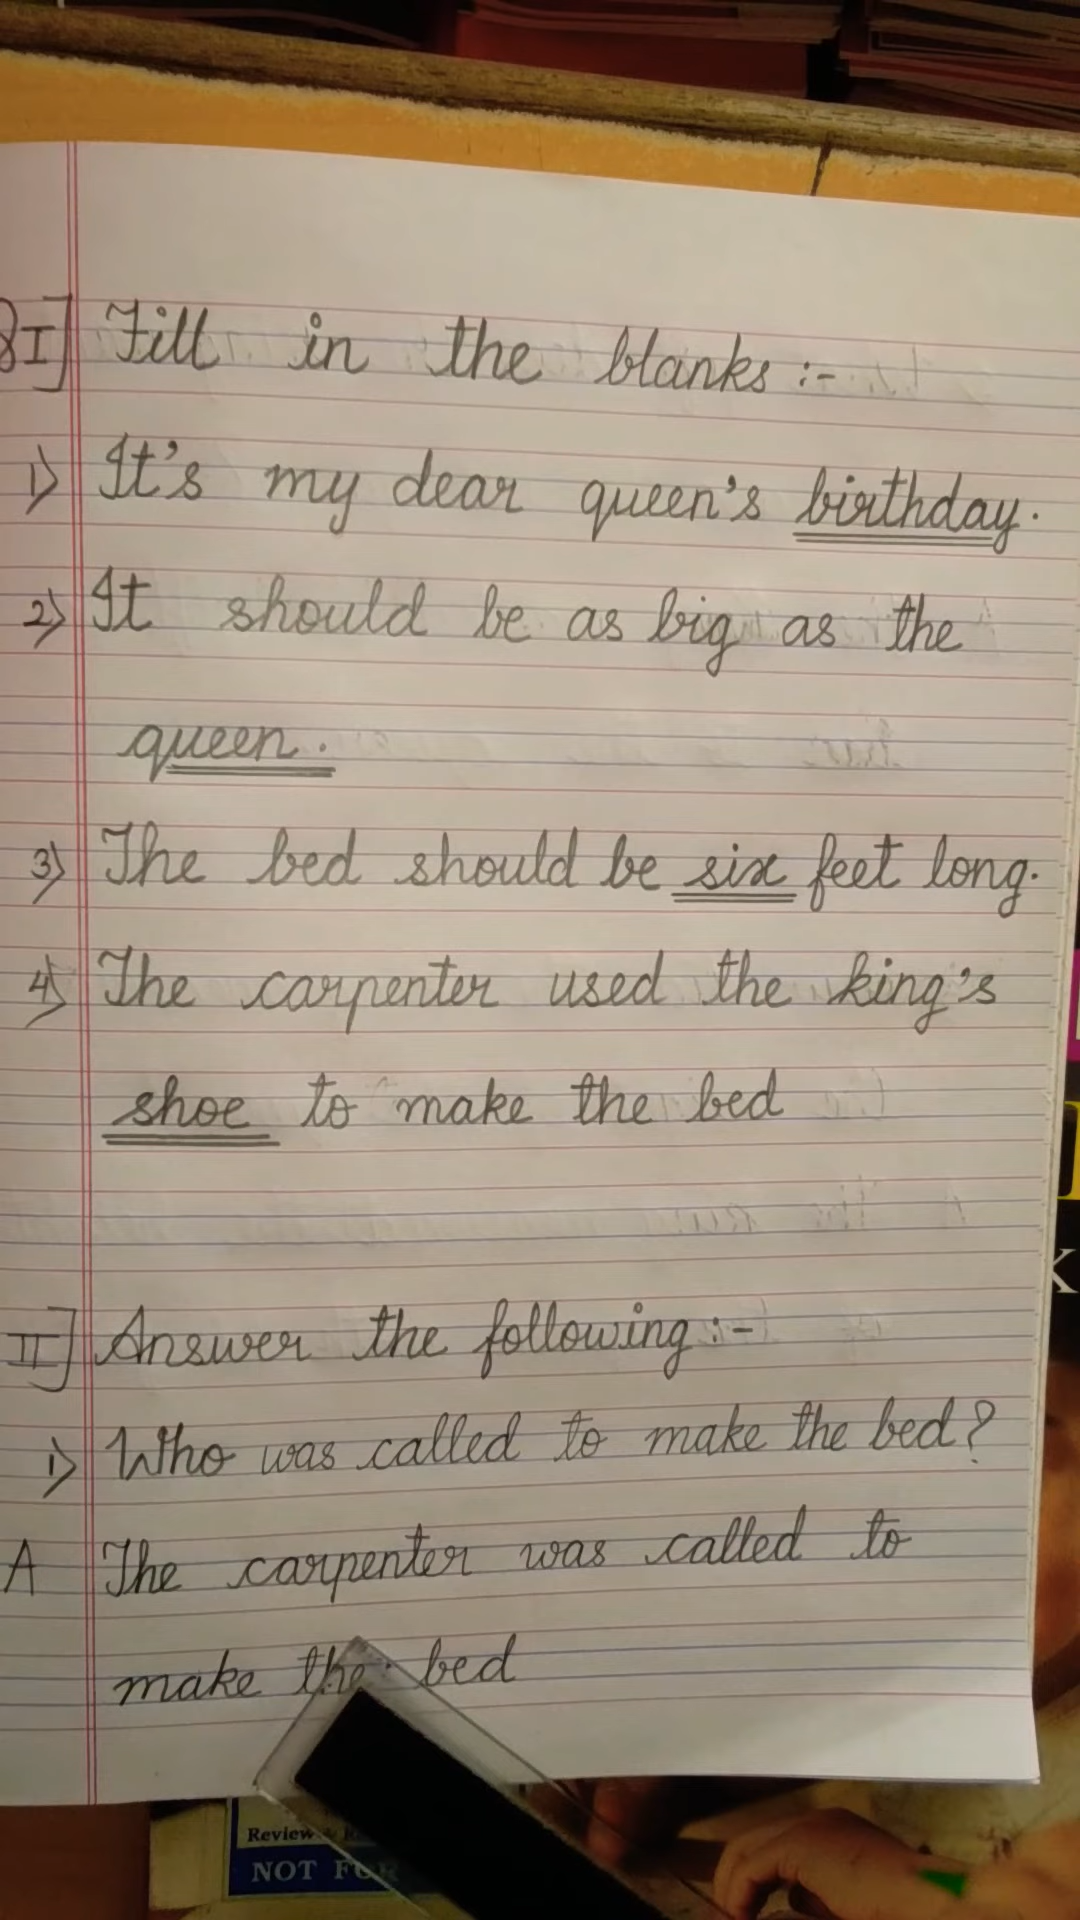 QI] Fill in the blanks :-
1) It's my dear queen's birthday.
2) It should be as big as the
queen.
3) The bed should be six feet long.
4) The carpenter used the king's
shoe to make the bed
II] Answer the following :-
1) Who was called to make the bed?
A The carpenter was called to
make the bed
Review &
NOT FOR
K